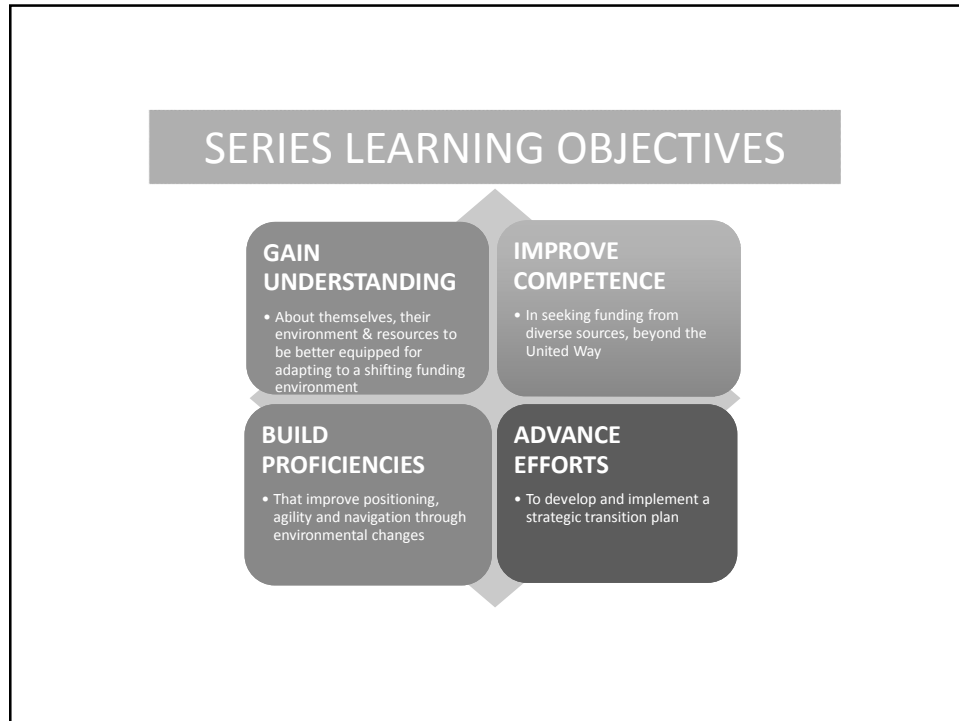 SERIES LEARNING OBJECTIVES
GAIN
UNDERSTANDING
• About themselves, their
environment & resources to
be better equipped for
adapting to a shifting funding
environment
IMPROVE
COMPETENCE
• In seeking funding from
diverse sources, beyond the
United Way
BUILD
PROFICIENCIES
• That improve positioning,
agility and navigation through
environmental changes
ADVANCE
EFFORTS
• To develop and implement a
strategic transition plan